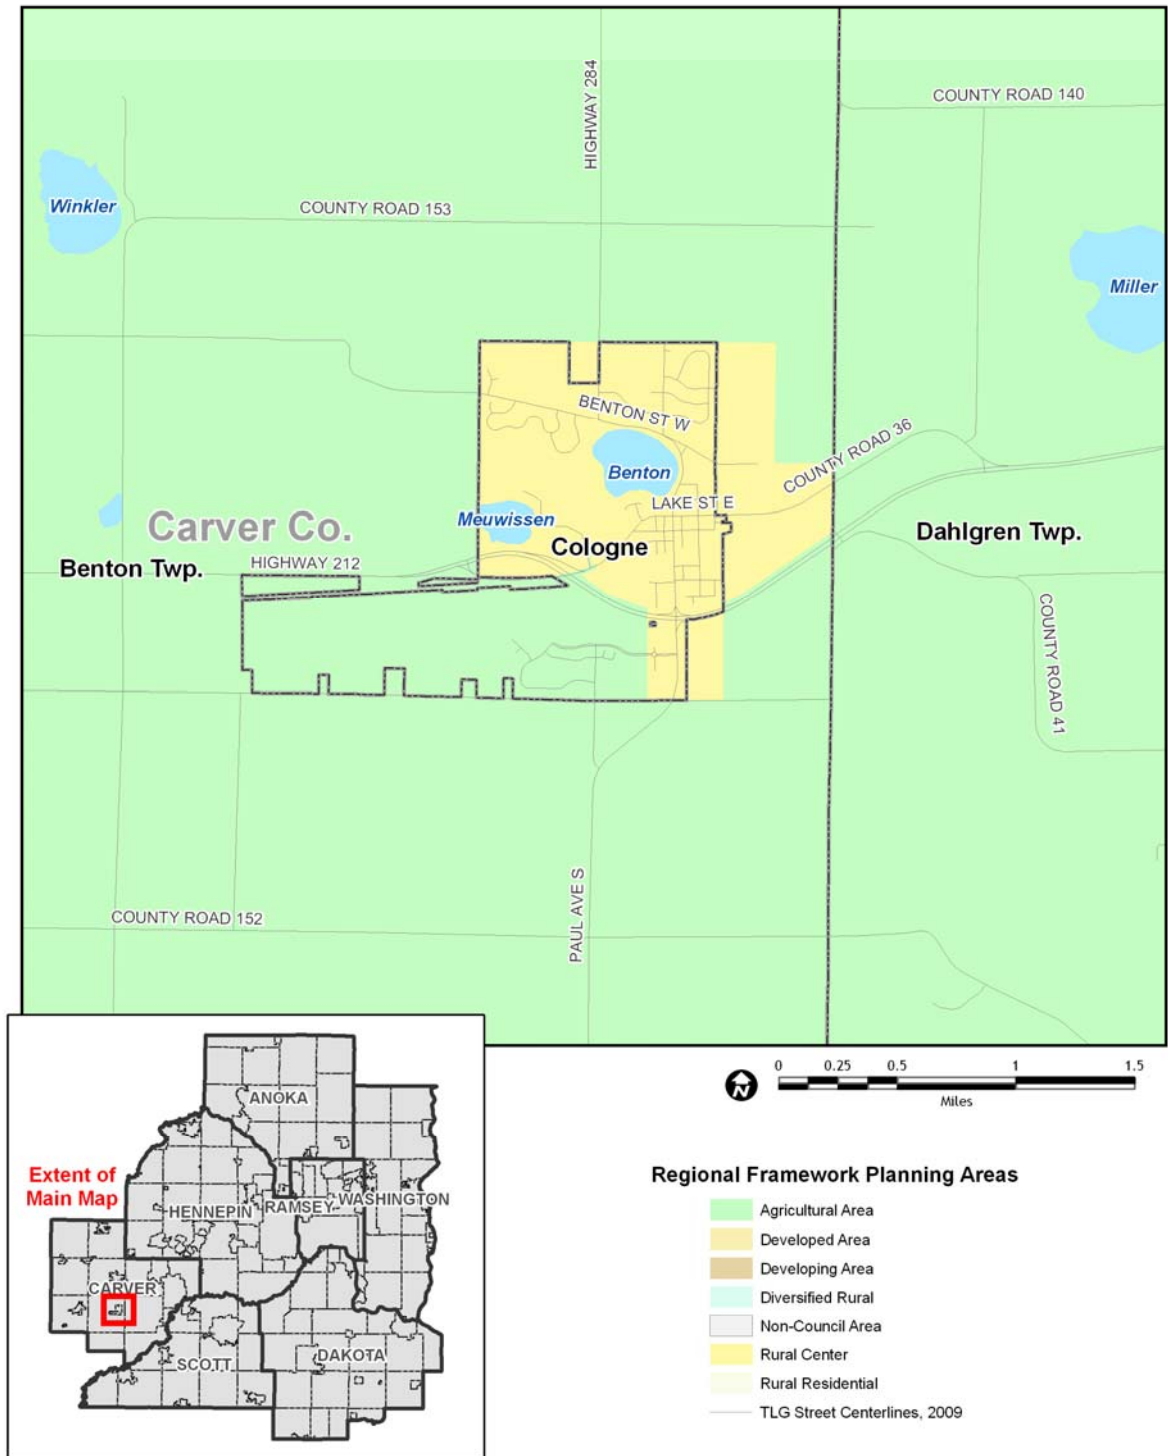 HIGHWAY 284
COUNTY ROAD 140
Winkler
COUNTY ROAD 153
Miller
BENTON ST W
COUNTY ROAD 36
Benton
LAKE ST E
Meuwissen
Carver Co.
Cologne
Dahlgren Twp.
Benton Twp.
HIGHWAY 212
COUNTY ROAD 41
PAUL AVE S
COUNTY ROAD 152
0 0.25 0.5 1 1.5
N
Miles
ANOKA
Extent of
Main Map
HENNEPIN
RAMSEY
WASHINGTON
CARVER
SCOTT
DAKOTA
Regional Framework Planning Areas
Agricultural Area
Developed Area
Developing Area
Diversified Rural
Non-Council Area
Rural Center
Rural Residential
TLG Street Centerlines, 2009